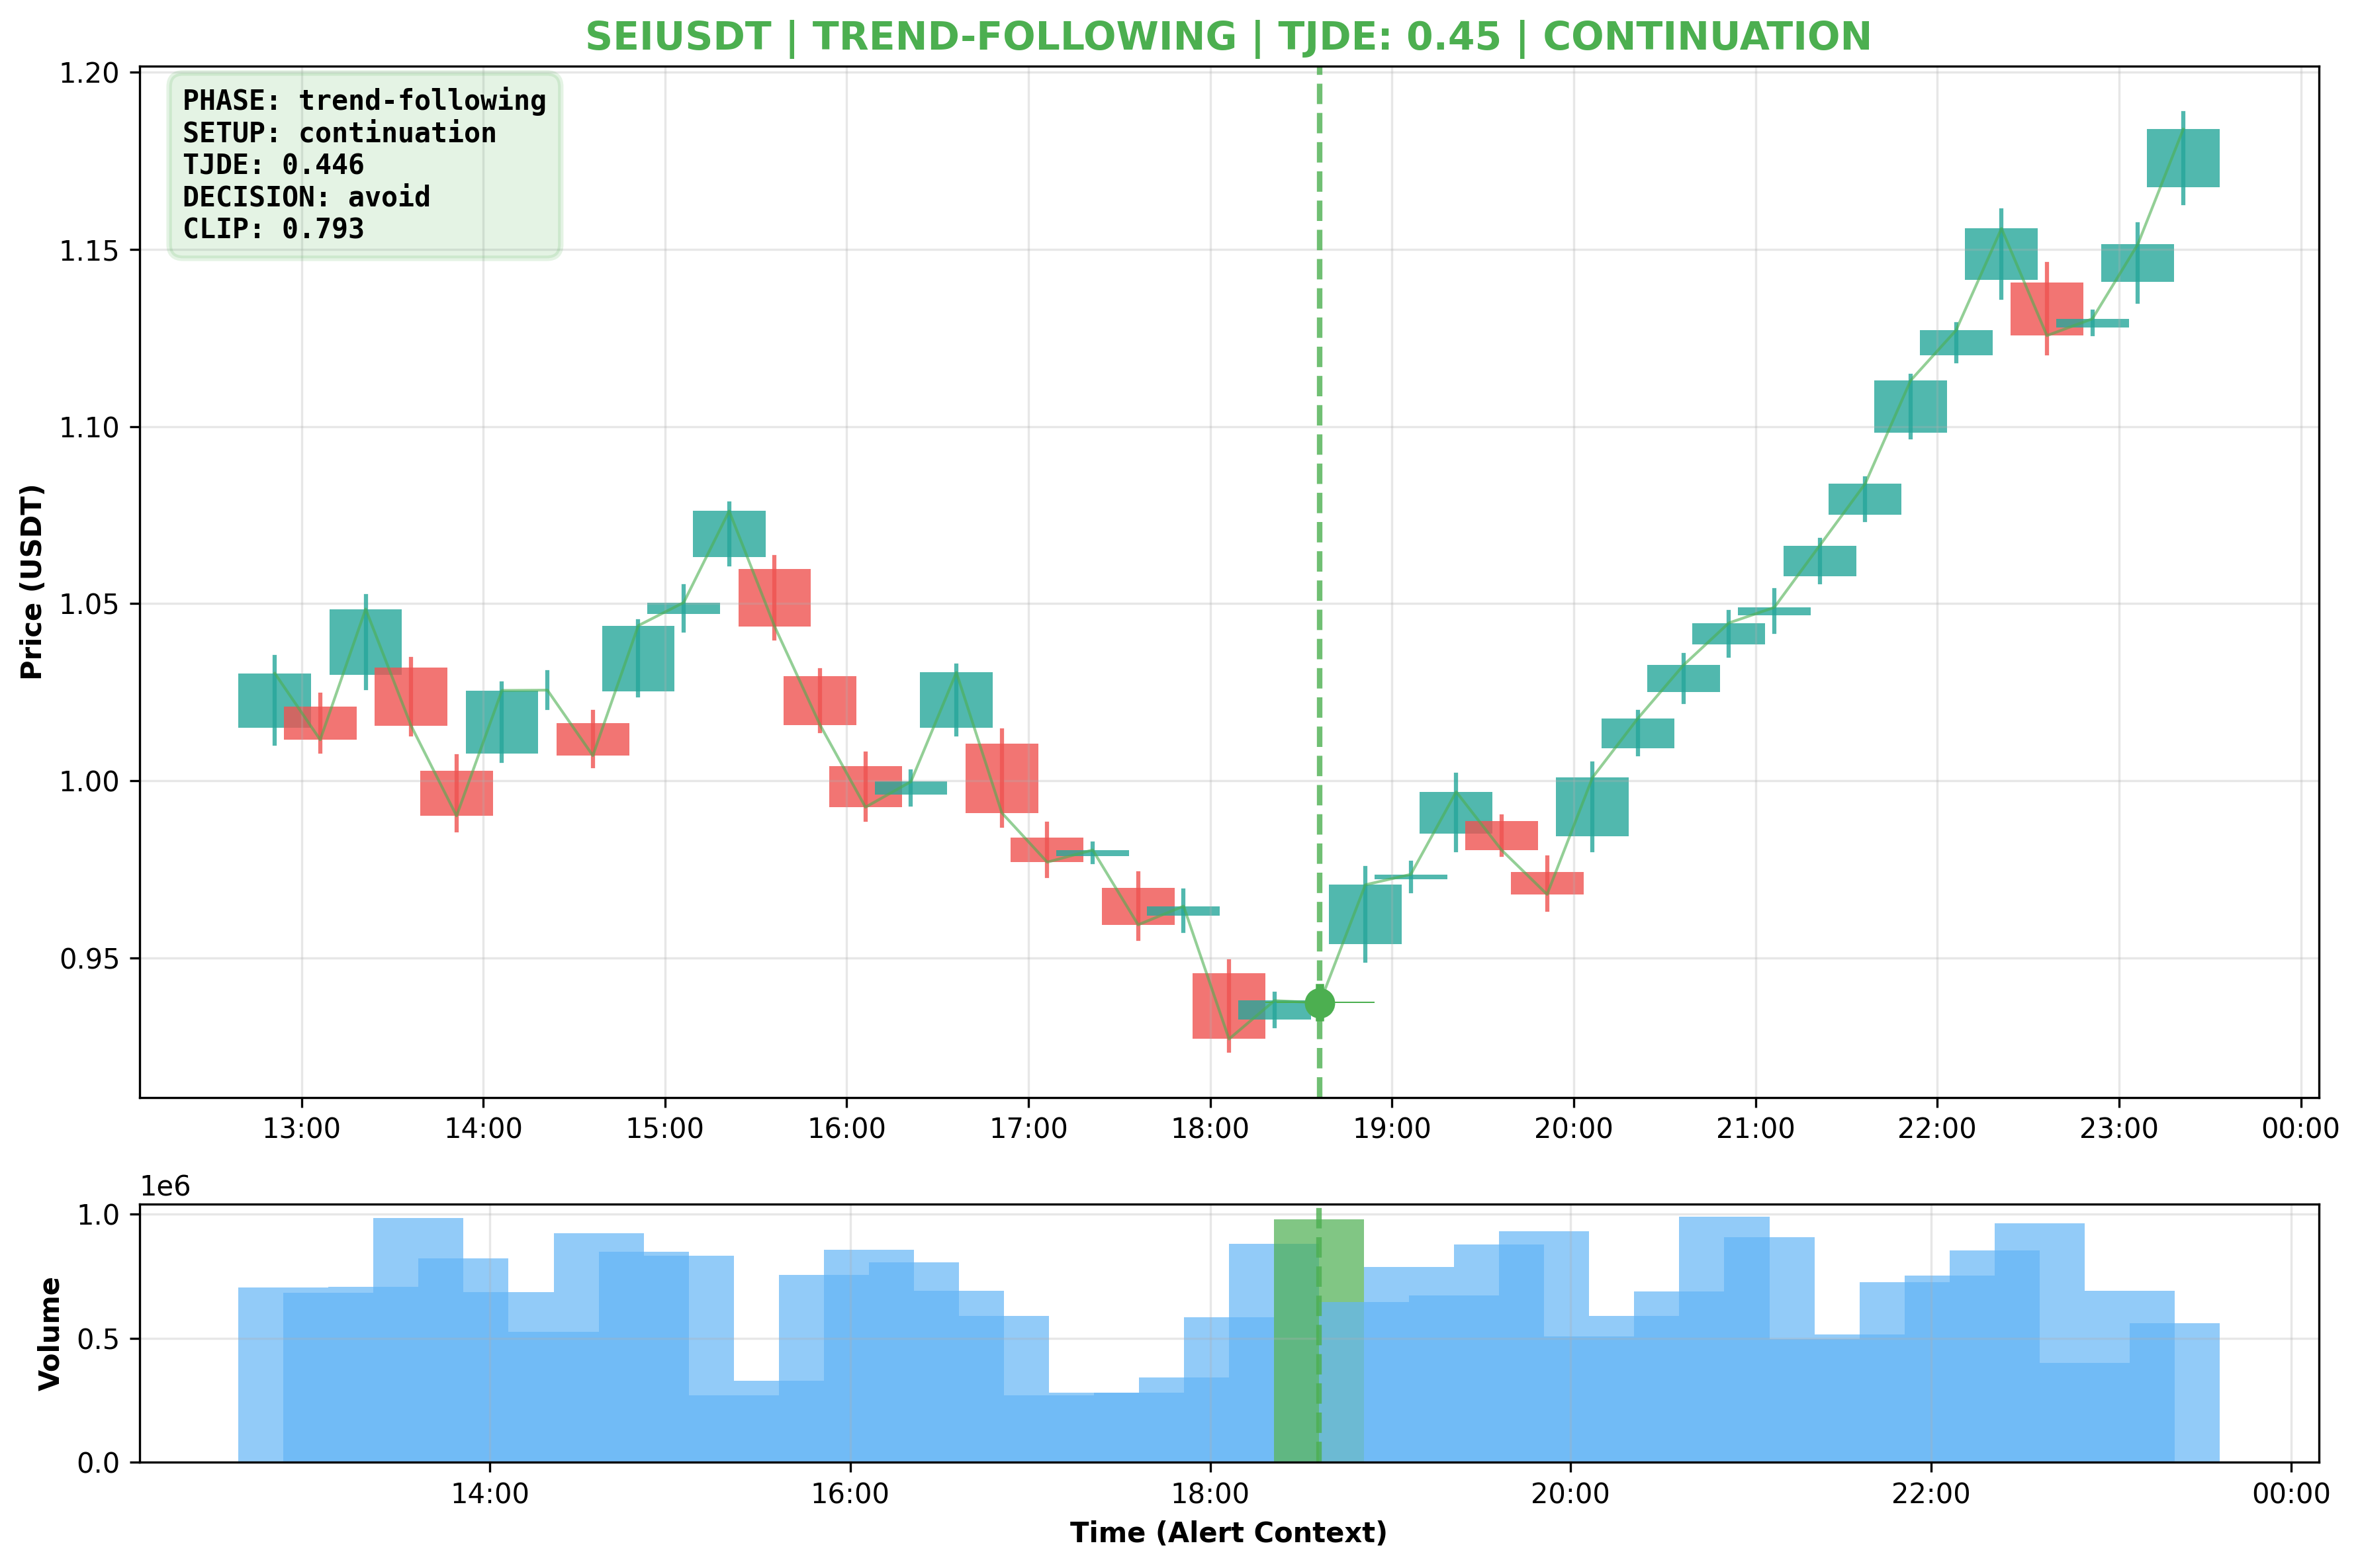 SEIUSDT | TREND-FOLLOWING | TJDE: 0.45 | CONTINUATION
PHASE: trend-following
SETUP: continuation
TJDE: 0.446
DECISION: avoid
CLIP: 0.793
Price (USDT)
1.20
1.15
1.10
1.05
1.00
0.95
13:00 14:00 15:00 16:00 17:00 18:00 19:00 20:00 21:00 22:00 23:00 00:00
1e6
Volume
1.0
0.5
0.0
14:00 16:00 18:00 20:00 22:00 00:00
Time (Alert Context)